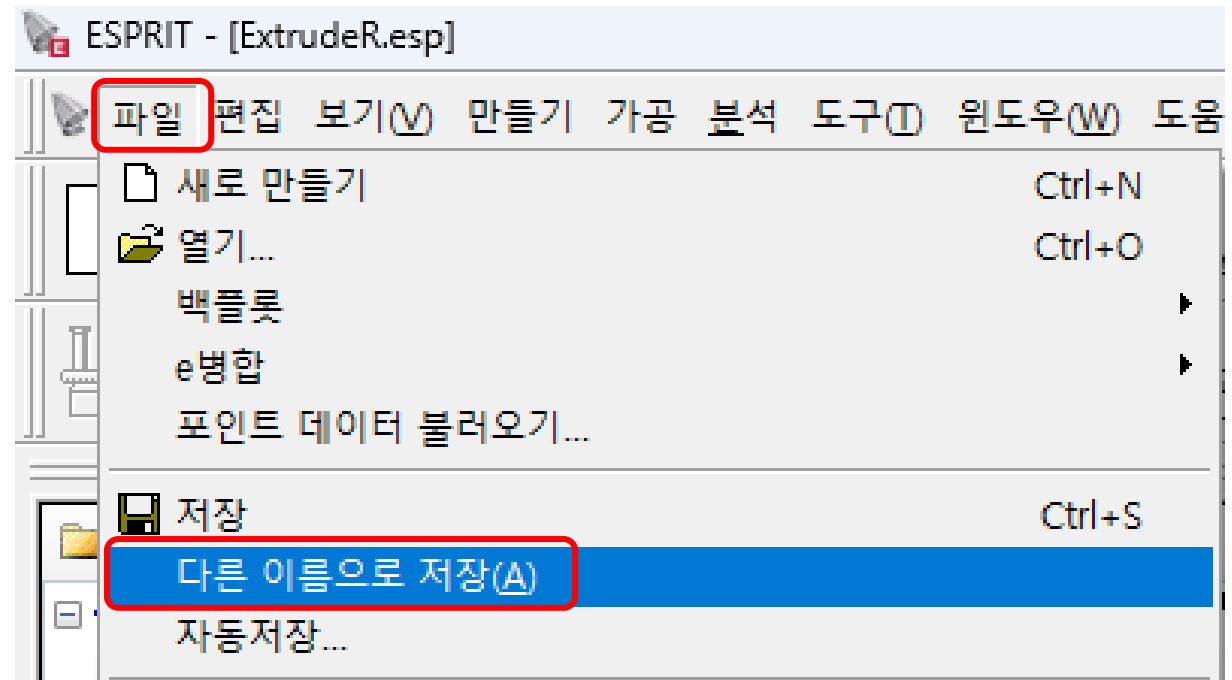 ESPRIT - [ExtrudeR.esp]
파일 편집 보기(V) 만들기 가공 분석 도구(T) 윈도우(W) 도움
새로 만들기 Ctrl+N
열기... Ctrl+O
백플롯
e병합
포인트 데이터 불러오기...
저장 Ctrl+S
다른 이름으로 저장(A)
자동저장...